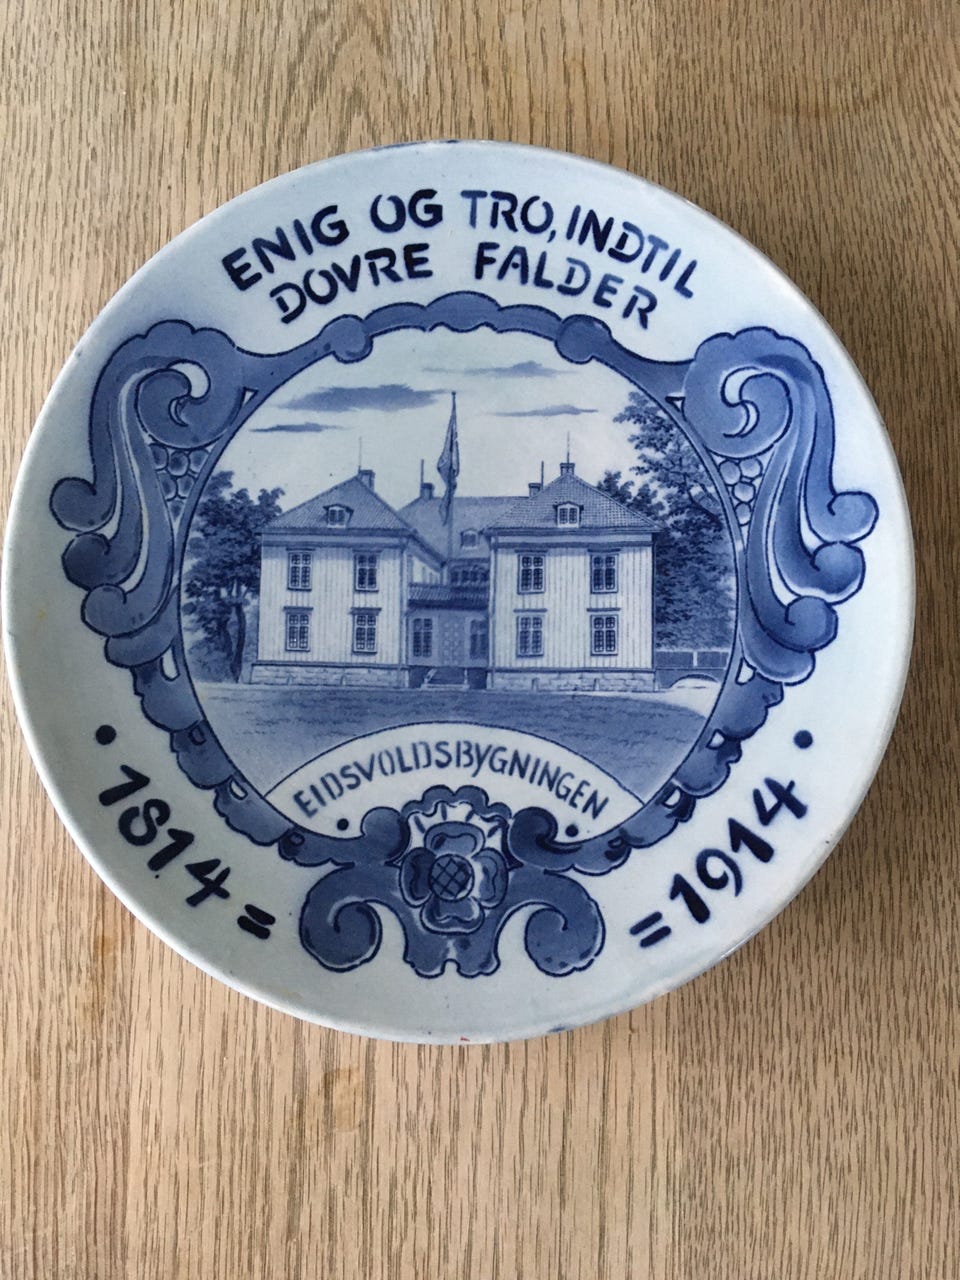 ENIG OG TRO, INDTIL
DOVRE FALDER
EIDSVOLDSBYGNINGEN
• 1814 =
= 1914 •